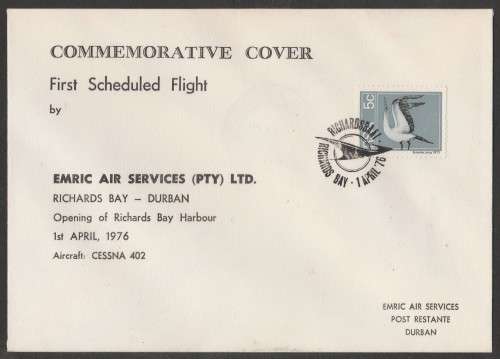 COMMEMORATIVE COVER
First Scheduled Flight
by
5c
RICHARDSBAAI ·
RICHARDS BAY · 1 APRIL '76
EMRIC AIR SERVICES (PTY) LTD.
RICHARDS BAY — DURBAN
Opening of Richards Bay Harbour
1st APRIL, 1976
Aircraft: CESSNA 402
EMRIC AIR SERVICES
POST RESTANTE
DURBAN